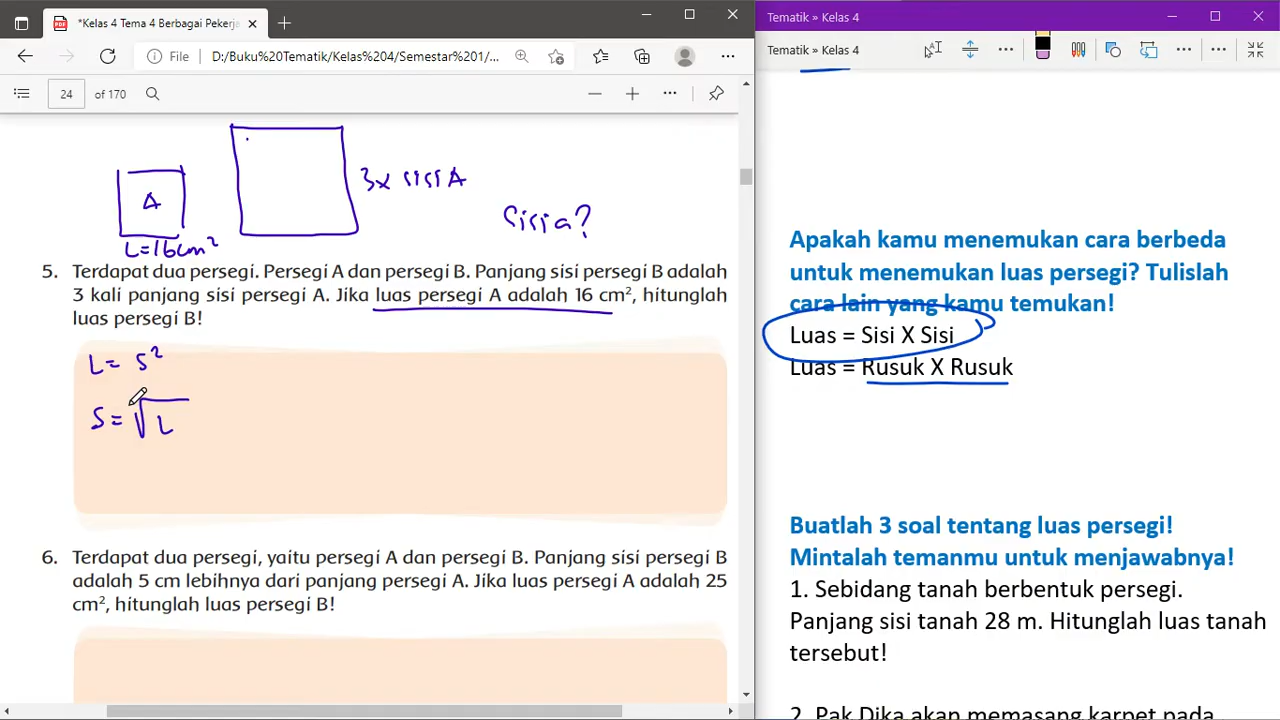 *Kelas 4 Tema 4 Berbagai Pekerja
Tematik » Kelas 4
File
D:/Buku%20Tematik/Kelas%204/Semestar%201/...
Tematik » Kelas 4
24 of 170
A
L=16cm²
3x sisi A
sisi a?
5. Terdapat dua persegi. Persegi A dan persegi B. Panjang sisi persegi B adalah
3 kali panjang sisi persegi A. Jika luas persegi A adalah 16 cm², hitunglah
luas persegi B!
L= s²
S=√L
6. Terdapat dua persegi, yaitu persegi A dan persegi B. Panjang sisi persegi B
adalah 5 cm lebihnya dari panjang persegi A. Jika luas persegi A adalah 25
cm², hitunglah luas persegi B!
Apakah kamu menemukan cara berbeda
untuk menemukan luas persegi? Tulislah
cara lain yang kamu temukan!
Luas = Sisi X Sisi
Luas = Rusuk X Rusuk
Buatlah 3 soal tentang luas persegi!
Mintalah temanmu untuk menjawabnya!
1. Sebidang tanah berbentuk persegi.
Panjang sisi tanah 28 m. Hitunglah luas tanah
tersebut!
2. Pak Dika akan memasang karpet pada